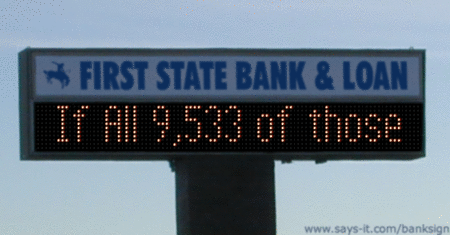 FIRST STATE BANK & LOAN
If All 9,533 of those
www.says-it.com/banksign